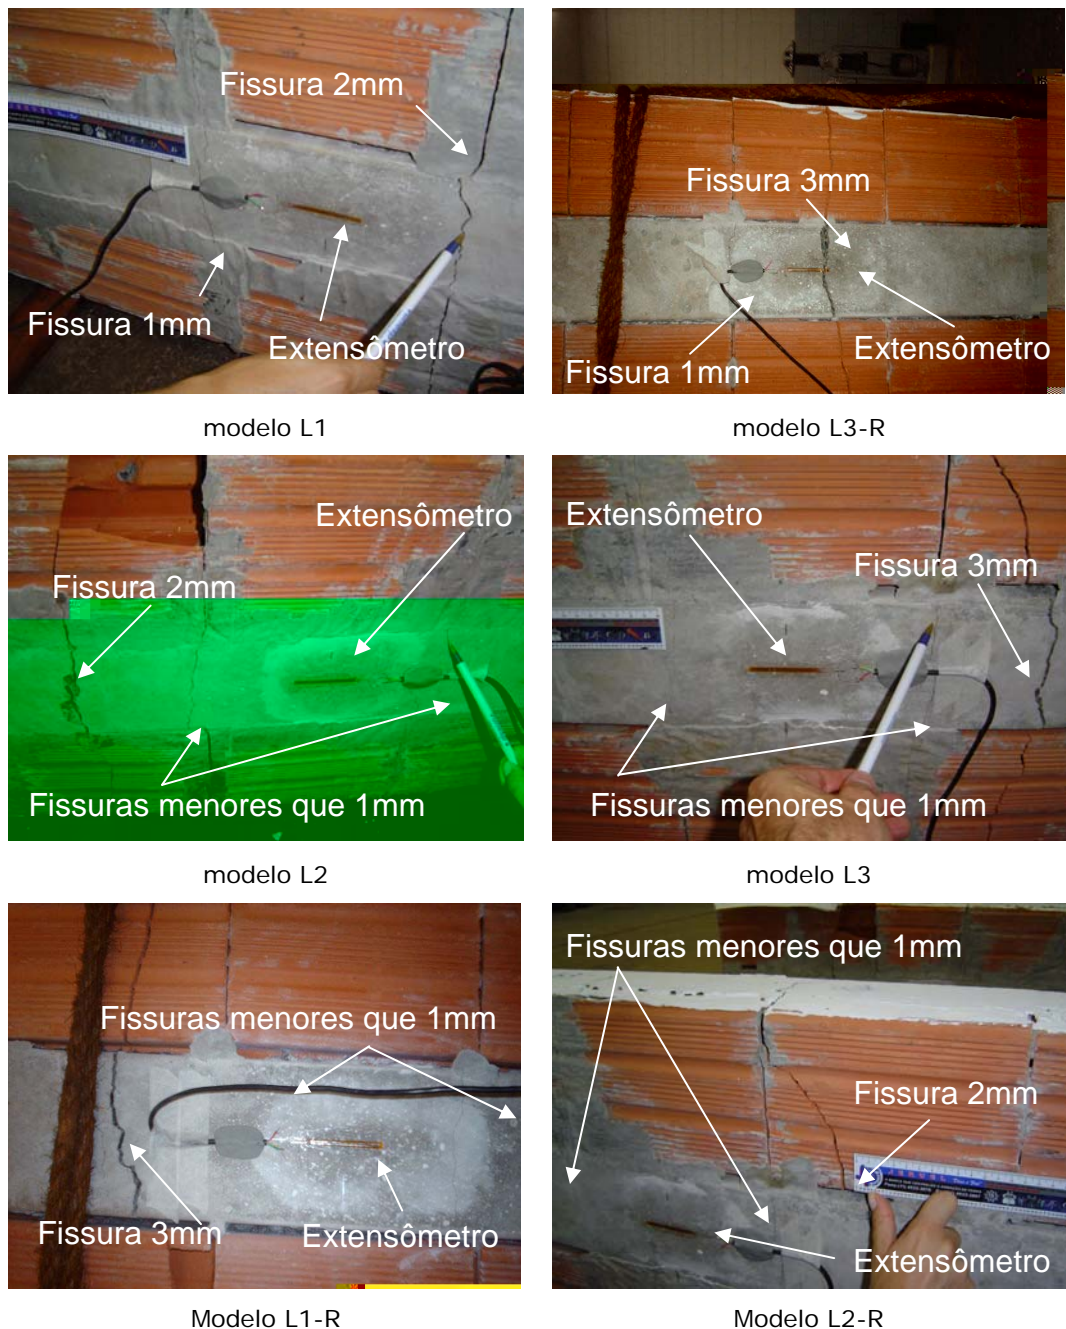 Fissura 2mm
Fissura 1mm
Extensômetro
modelo L1
Fissura 3mm
Extensômetro
Fissura 1mm
modelo L3-R
Extensômetro
Fissura 2mm
Fissuras menores que 1mm
modelo L2
Extensômetro
Fissura 3mm
Fissuras menores que 1mm
modelo L3
Fissuras menores que 1mm
Fissura 3mm
Extensômetro
Modelo L1-R
Fissuras menores que 1mm
Fissura 2mm
Extensômetro
Modelo L2-R